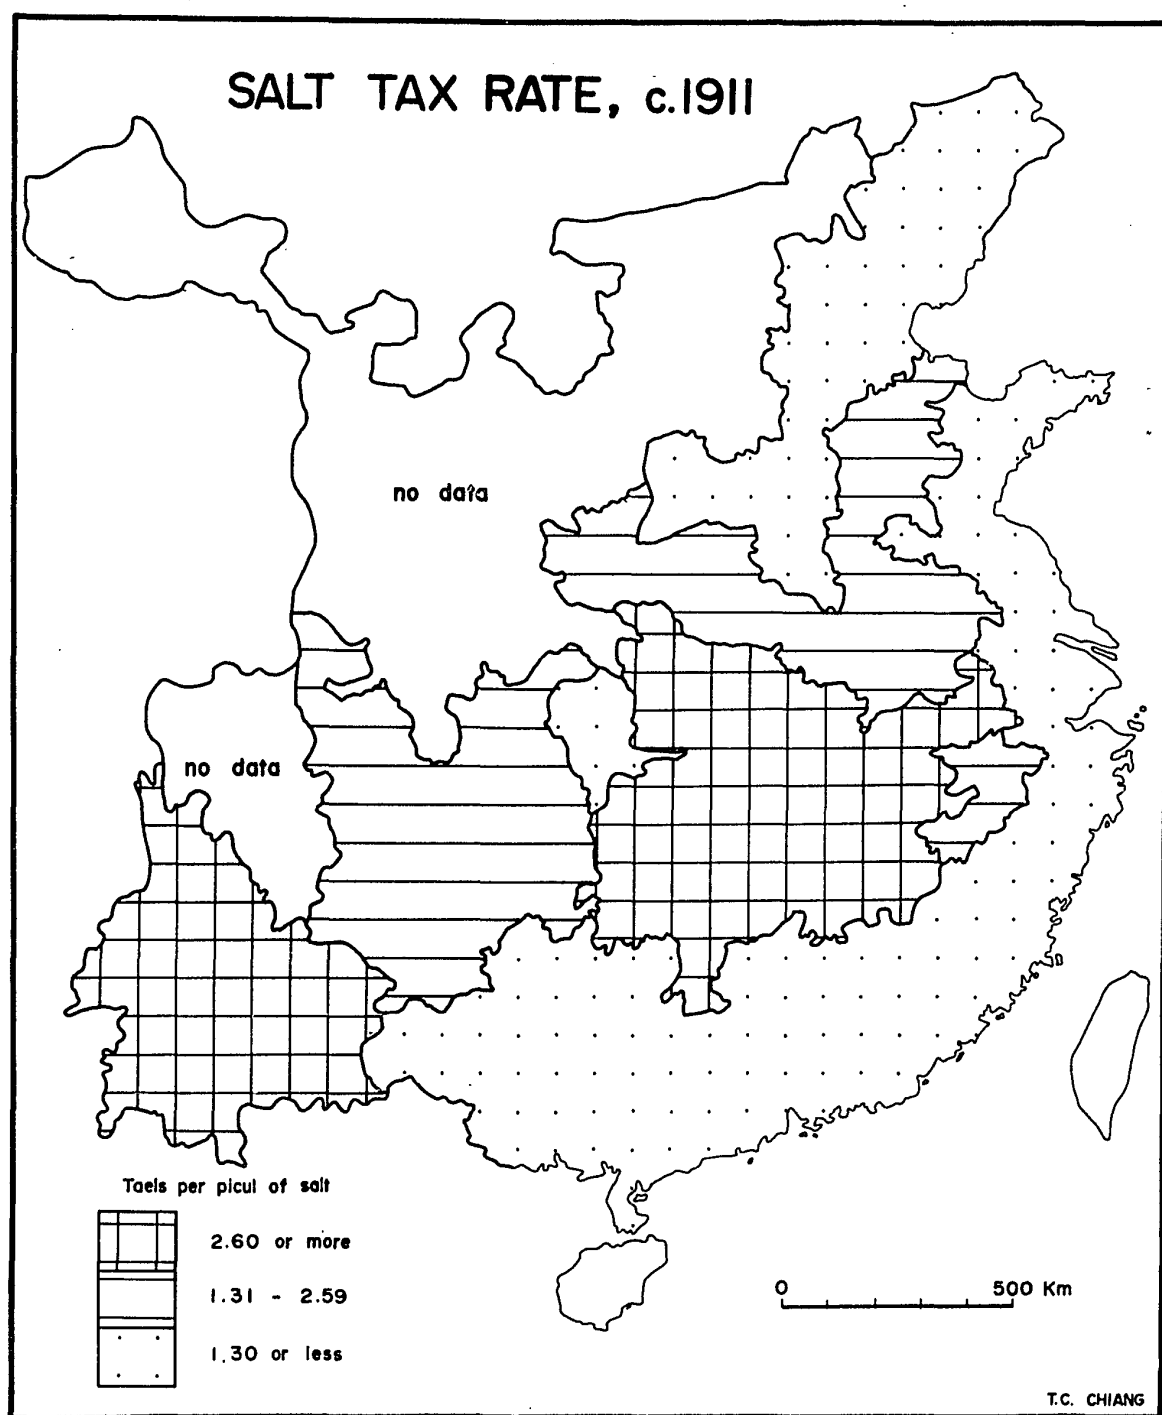 SALT TAX RATE, c.1911
no data
no data
Taels per picul of salt
2.60 or more
1.31 - 2.59
1.30 or less
0 500 Km
T.C. CHIANG